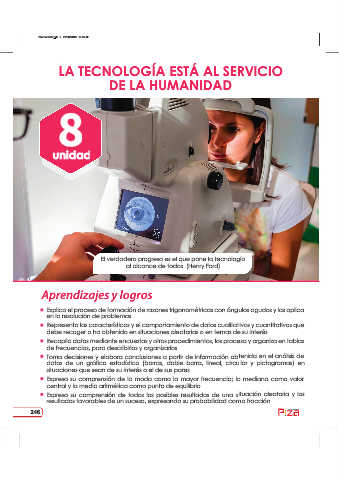 LA TECNOLOGÍA ESTÁ AL SERVICIO
DE LA HUMANIDAD
8
unidad
El verdadero progreso es el que pone la tecnología
al alcance de todos (Henry Ford)
Aprendizajes y logros
Explica el proceso de formación de razones trigonométricas con ángulos agudos y las aplica
en la resolución de problemas
Representa las características y el comportamiento de datos cualitativos y cuantitativos que
debe recoger o ha obtenido en situaciones aleatorias o en temas de su interés
Recopila datos mediante encuestas y otros procedimientos, los procesa y organiza en tablas
de frecuencias, para describirlos y organizarlos
Toma decisiones y elabora conclusiones a partir de información obtenida en el análisis de
datos de un gráfico estadístico (barras, doble barra, lineal, circular y pictogramas) en
situaciones que sean de su interés o el de sus pares
Expresa su comprensión de la moda como la mayor frecuencia; la mediana como valor
central y la media aritmética como punto de equilibrio
Expresa su comprensión de todos los posibles resultados de una situación aleatoria y los
resultados favorables de un suceso, expresando su probabilidad como fracción
246